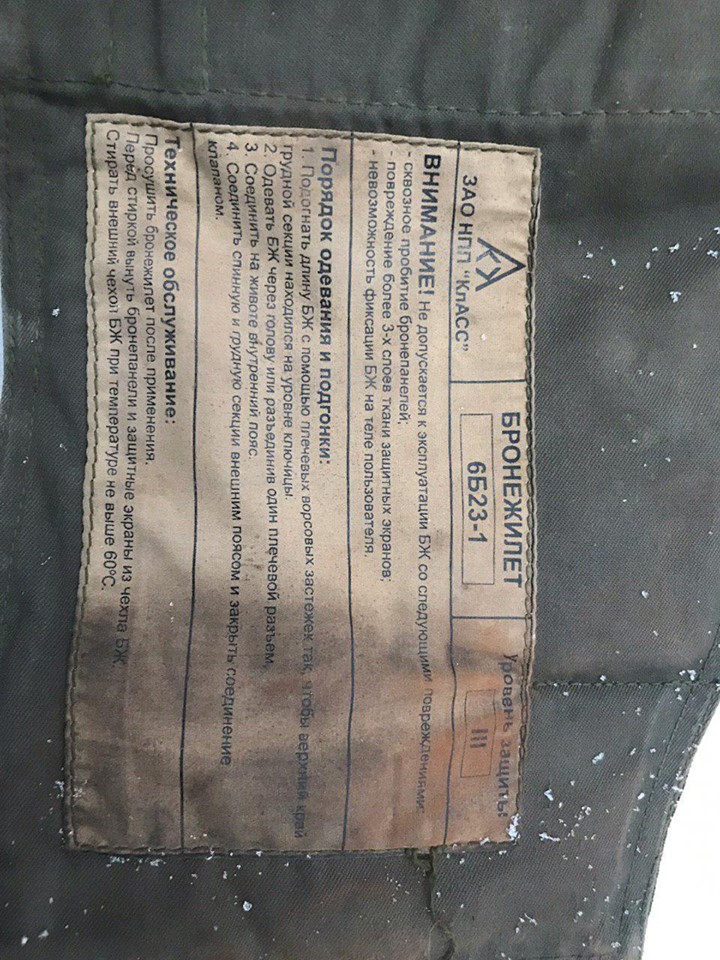 ЗАО НПП "КлАСС"
БРОНЕЖИЛЕТ
6Б23-1
Уровень защиты:
III
ВНИМАНИЕ! Не допускается к эксплуатации БЖ со следующими повреждениями:
- сквозное пробитие бронепанелей;
- повреждение более 3-х слоев ткани защитных экранов;
- невозможность фиксации БЖ на теле пользователя.
Порядок одевания и подгонки:
1. Подогнать длину БЖ с помощью плечевых ворсовых застежек так, чтобы верхний край
грудной секции находился на уровне ключицы.
2. Одевать БЖ через голову или разъединив один плечевой разъем.
3. Соединить на животе внутренний пояс.
4. Соединить спинную и грудную секции внешним поясом и закрыть соединение
клапаном.
Техническое обслуживание:
Просушить бронежилет после применения.
Перед стиркой вынуть бронепанели и защитные экраны из чехла БЖ.
Стирать внешний чехол БЖ при температуре не выше 60°С.